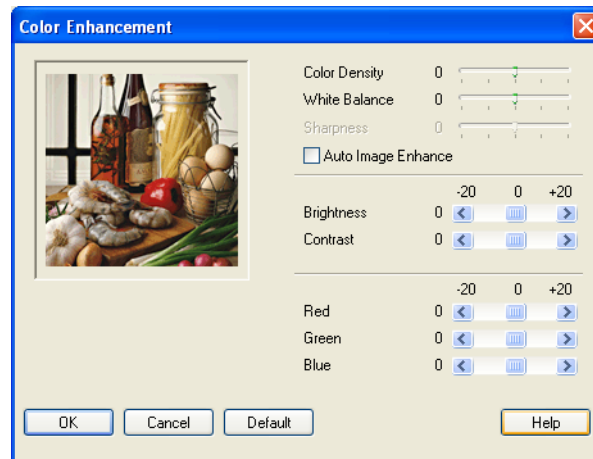 Color Enhancement
Color Density 0
White Balance 0
Sharpness 0
Auto Image Enhance
-20 0 +20
Brightness 0
Contrast 0
-20 0 +20
Red 0
Green 0
Blue 0
OK Cancel Default Help